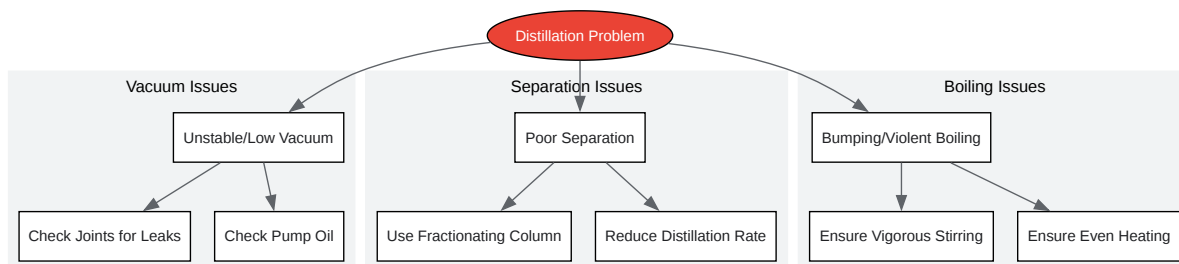 Distillation Problem
Vacuum Issues
Separation Issues
Boiling Issues
Unstable/Low Vacuum
Poor Separation
Bumping/Violent Boiling
Check Joints for Leaks
Check Pump Oil
Use Fractionating Column
Reduce Distillation Rate
Ensure Vigorous Stirring
Ensure Even Heating